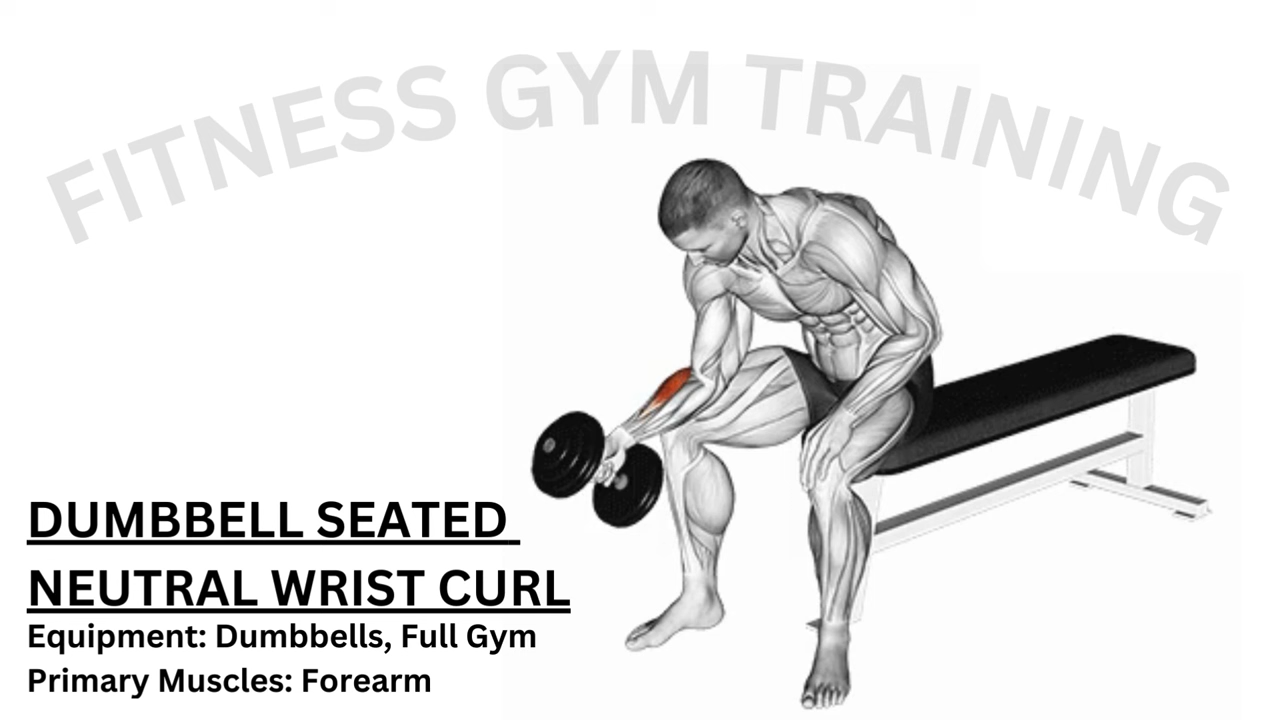 FITNESS GYM TRAINING
DUMBBELL SEATED
NEUTRAL WRIST CURL
Equipment: Dumbbells, Full Gym
Primary Muscles: Forearm